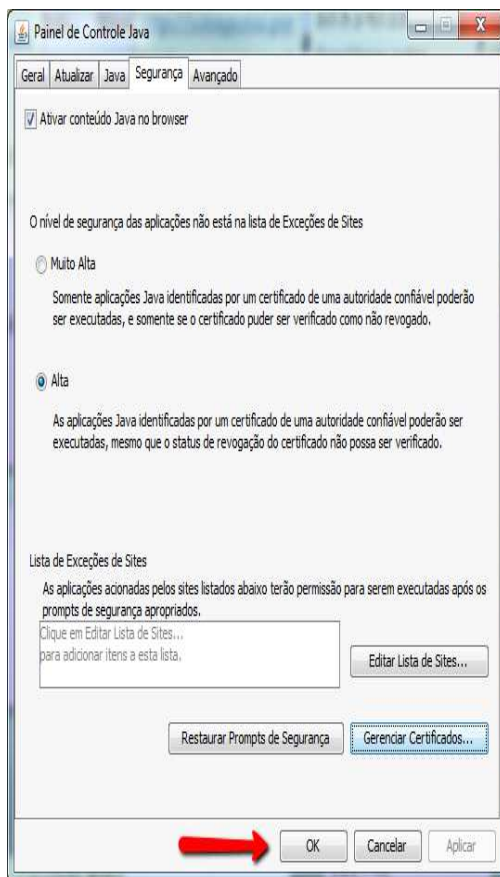 Painel de Controle Java
Geral Atualizar Java Segurança Avançado
Ativar conteúdo Java no browser
O nível de segurança das aplicações não está na lista de Exceções de Sites
Muito Alta
Somente aplicações Java identificadas por um certificado de uma autoridade confiável poderão
ser executadas, e somente se o certificado puder ser verificado como não revogado.
Alta
As aplicações Java identificadas por um certificado de uma autoridade confiável poderão ser
executadas, mesmo que o status de revogação do certificado não possa ser verificado.
Lista de Exceções de Sites
As aplicações acionadas pelos sites listados abaixo terão permissão para serem executadas após os
prompts de segurança apropriados.
Clique em Editar Lista de Sites...
para adicionar itens a esta lista.
Editar Lista de Sites...
Restaurar Prompts de Segurança Gerenciar Certificados...
OK Cancelar Aplicar